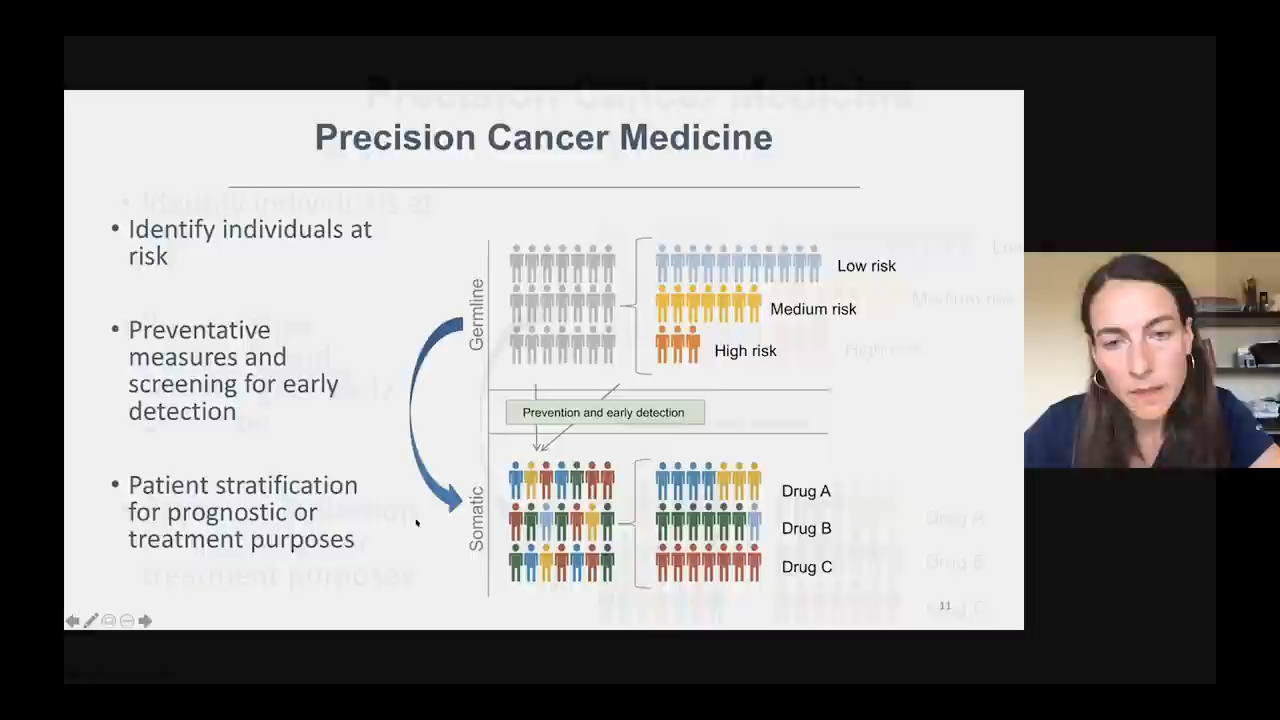 Precision Cancer Medicine
• Identify individuals at
risk
• Preventative
measures and
screening for early
detection
• Patient stratification
for prognostic or
treatment purposes
Germline
Low risk
Medium risk
High risk
Prevention and early detection
Somatic
Drug A
Drug B
Drug C
11